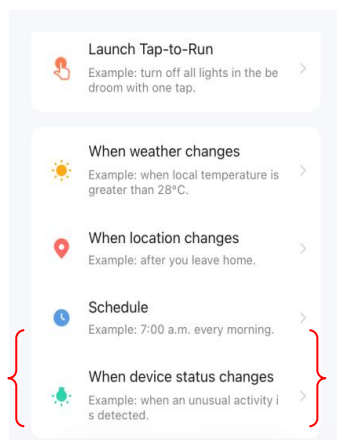 Launch Tap-to-Run
Example: turn off all lights in the be
droom with one tap.
When weather changes
Example: when local temperature is
greater than 28°C.
When location changes
Example: after you leave home.
Schedule
Example: 7:00 a.m. every morning.
When device status changes
Example: when an unusual activity i
s detected.